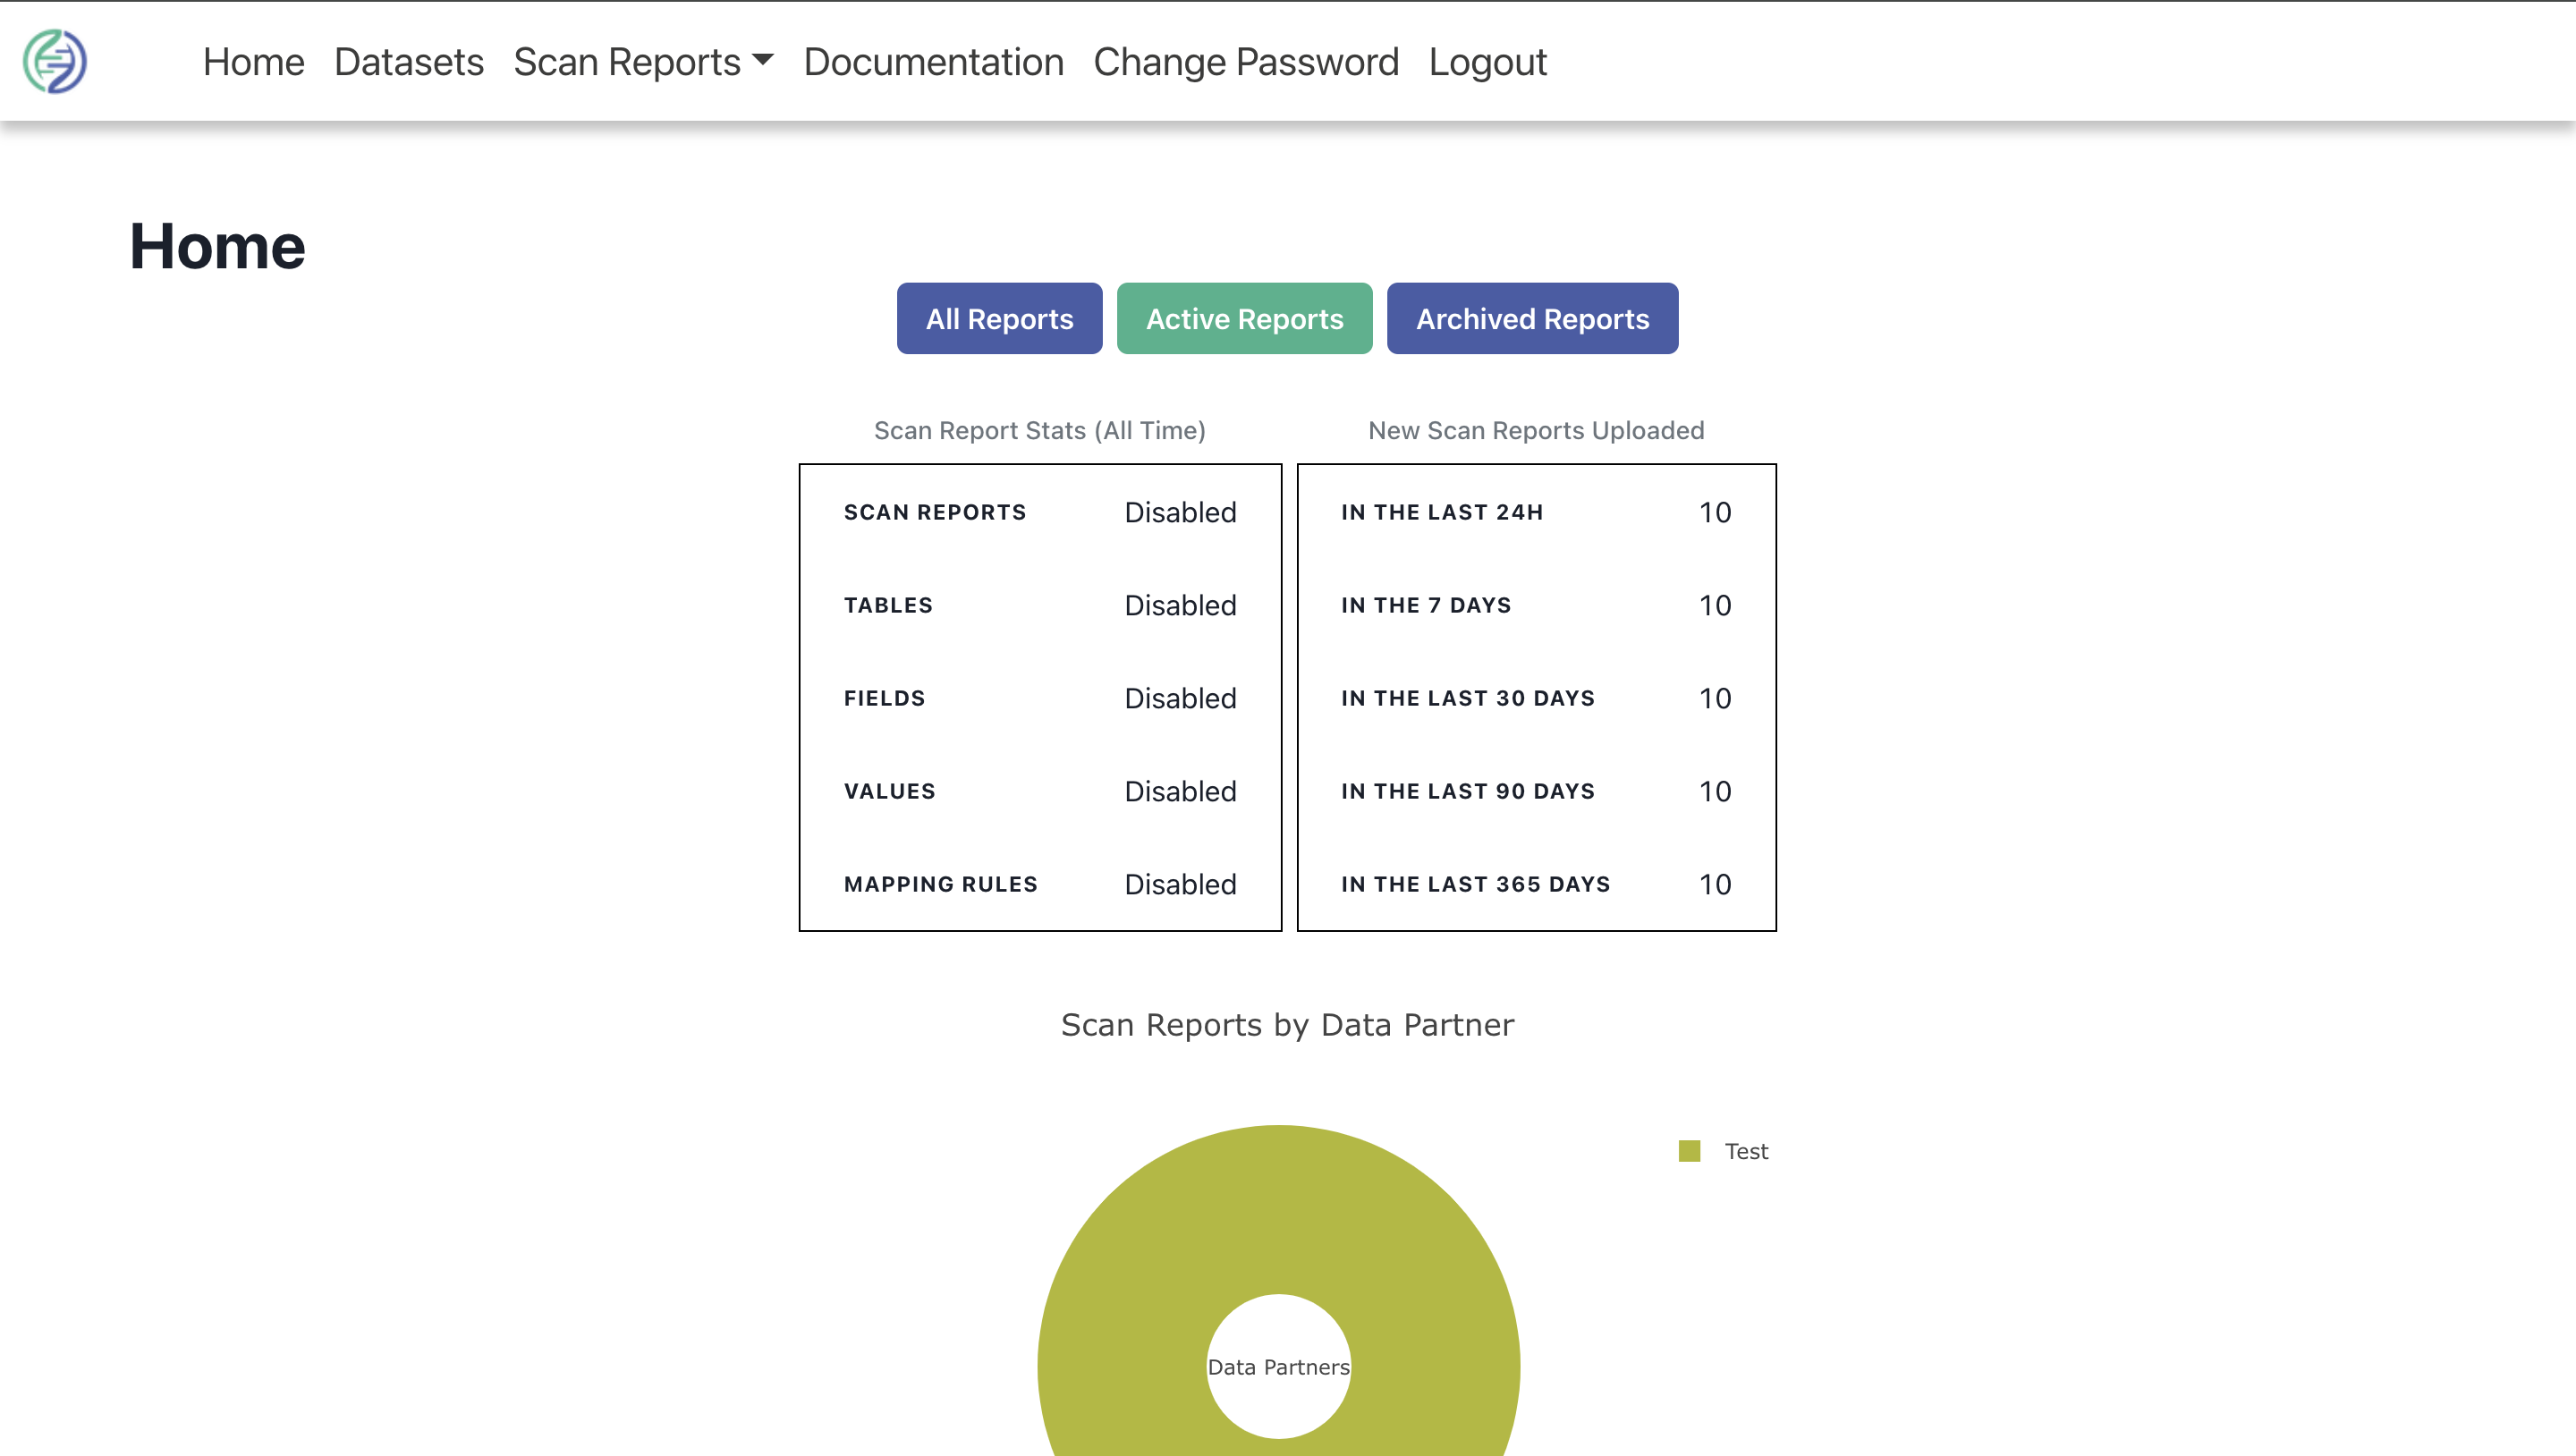 Home Datasets Scan Reports Documentation Change Password Logout
Home
All Reports Active Reports Archived Reports
Scan Report Stats (All Time) New Scan Reports Uploaded
SCAN REPORTS Disabled IN THE LAST 24H 10
TABLES Disabled IN THE 7 DAYS 10
FIELDS Disabled IN THE LAST 30 DAYS 10
VALUES Disabled IN THE LAST 90 DAYS 10
MAPPING RULES Disabled IN THE LAST 365 DAYS 10
Scan Reports by Data Partner
Test
Data Partners